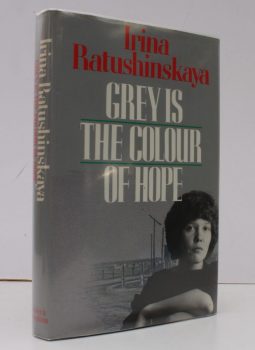 Irina
Ratushinskaya
GREY IS
THE COLOUR
OF HOPE
Irina Ratushinskaya